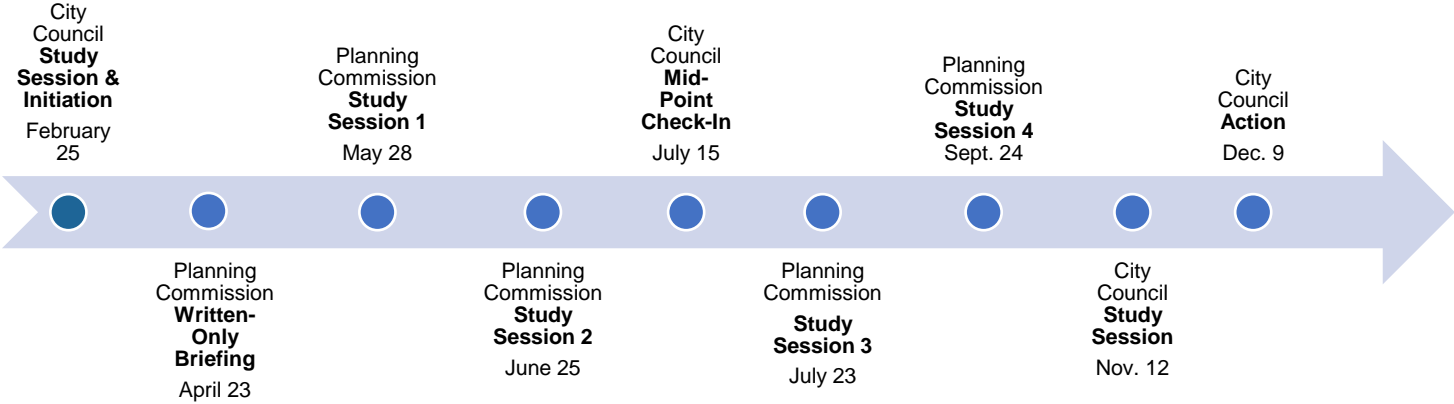 City
Council
Study
Session &
Initiation
February
25
Planning
Commission
Written-
Only
Briefing
April 23
Planning
Commission
Study
Session 1
May 28
Planning
Commission
Study
Session 2
June 25
City
Council
Mid-
Point
Check-In
July 15
Planning
Commission
Study
Session 3
July 23
Planning
Commission
Study
Session 4
Sept. 24
City
Council
Study
Session
Nov. 12
City
Council
Action
Dec. 9